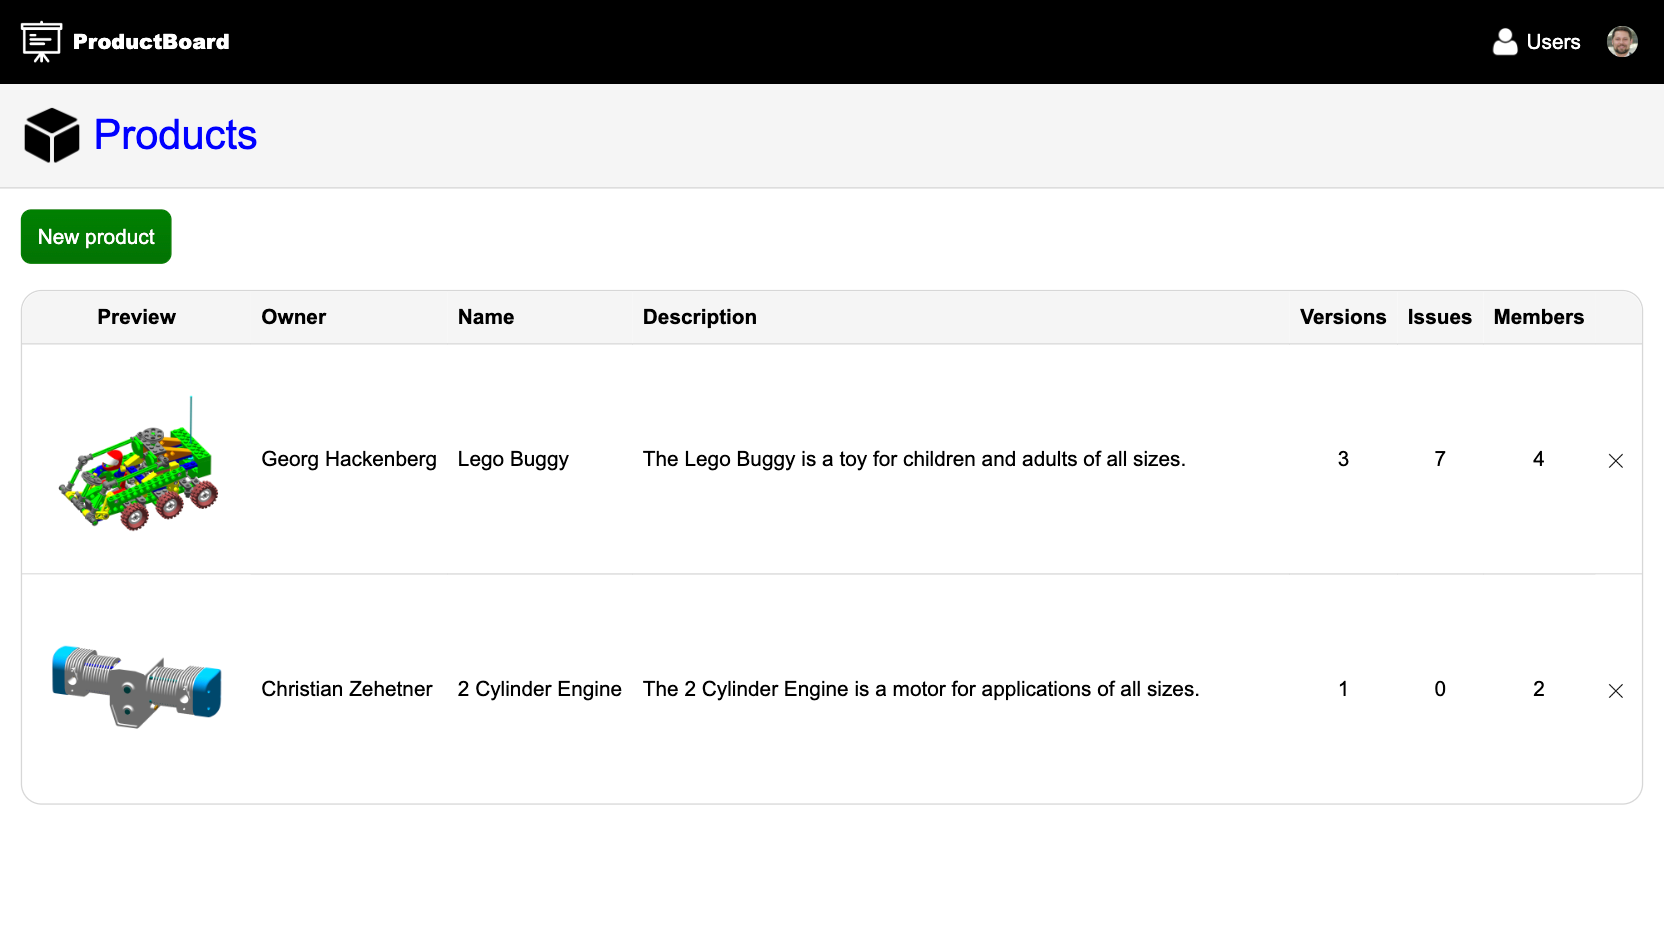 ProductBoard
Users
Products
New product
Preview Owner Name Description Versions Issues Members
Georg Hackenberg Lego Buggy The Lego Buggy is a toy for children and adults of all sizes. 3 7 4
Christian Zehetner 2 Cylinder Engine The 2 Cylinder Engine is a motor for applications of all sizes. 1 0 2